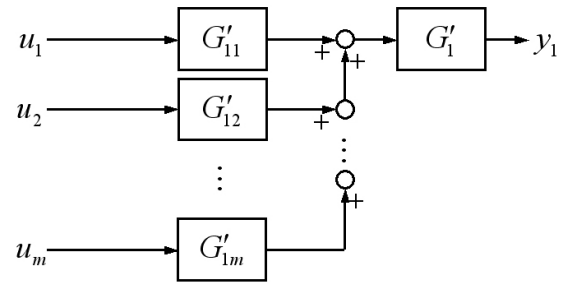 u₁ G′₁₁ + + G′₁ y₁
u₂ G′₁₂ +
⋮ ⋮
+
uₘ G′₁ₘ